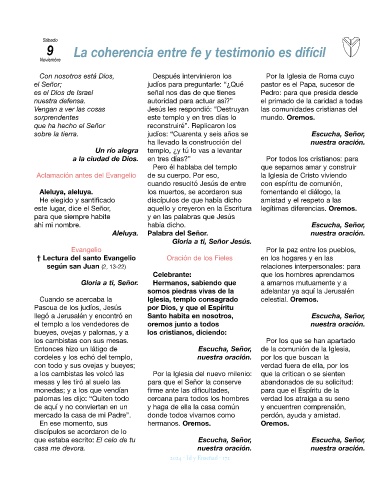 Sábado
9
Noviembre
La coherencia entre fe y testimonio es difícil
Con nosotros está Dios,
el Señor;
es el Dios de Israel
nuestra defensa.
Vengan a ver las cosas
sorprendentes
que ha hecho el Señor
sobre la tierra.
Un río alegra
a la ciudad de Dios.
Aclamación antes del Evangelio
Aleluya, aleluya.
He elegido y santificado
este lugar, dice el Señor,
para que siempre habite
ahí mi nombre.
Aleluya.
Evangelio
† Lectura del santo Evangelio
según san Juan (2, 13-22)
Gloria a ti, Señor.
Cuando se acercaba la
Pascua de los judíos, Jesús
llegó a Jerusalén y encontró en
el templo a los vendedores de
bueyes, ovejas y palomas, y a
los cambistas con sus mesas.
Entonces hizo un látigo de
cordeles y los echó del templo,
con todo y sus ovejas y bueyes;
a los cambistas les volcó las
mesas y les tiró al suelo las
monedas; y a los que vendían
palomas les dijo: “Quiten todo
de aquí y no conviertan en un
mercado la casa de mi Padre”.
En ese momento, sus
discípulos se acordaron de lo
que estaba escrito: El celo de tu
casa me devora.
Después intervinieron los
judíos para preguntarle: “¿Qué
señal nos das de que tienes
autoridad para actuar así?”
Jesús les respondió: “Destruyan
este templo y en tres días lo
reconstruiré”. Replicaron los
judíos: “Cuarenta y seis años se
ha llevado la construcción del
templo, ¿y tú lo vas a levantar
en tres días?”
Pero él hablaba del templo
de su cuerpo. Por eso,
cuando resucitó Jesús de entre
los muertos, se acordaron sus
discípulos de que había dicho
aquello y creyeron en la Escritura
y en las palabras que Jesús
había dicho.
Palabra del Señor.
Gloria a ti, Señor Jesús.
Oración de los Fieles
Celebrante:
Hermanos, sabiendo que
somos piedras vivas de la
Iglesia, templo consagrado
por Dios, y que el Espíritu
Santo habita en nosotros,
oremos junto a todos
los cristianos, diciendo:
Escucha, Señor,
nuestra oración.
Por la Iglesia del nuevo milenio:
para que el Señor la conserve
firme ante las dificultades,
cercana para todos los hombres
y haga de ella la casa común
donde todos vivamos como
hermanos. Oremos.
Escucha, Señor,
nuestra oración.
Por la Iglesia de Roma cuyo
pastor es el Papa, sucesor de
Pedro: para que presida desde
el primado de la caridad a todas
las comunidades cristianas del
mundo. Oremos.
Escucha, Señor,
nuestra oración.
Por todos los cristianos: para
que sepamos amar y construir
la Iglesia de Cristo viviendo
con espíritu de comunión,
fomentando el diálogo, la
amistad y el respeto a las
legítimas diferencias. Oremos.
Escucha, Señor,
nuestra oración.
Por la paz entre los pueblos,
en los hogares y en las
relaciones interpersonales: para
que los hombres aprendamos
a amarnos mutuamente y a
adelantar ya aquí la Jerusalén
celestial. Oremos.
Escucha, Señor,
nuestra oración.
Por los que se han apartado
de la comunión de la Iglesia,
por los que buscan la
verdad fuera de ella, por los
que la critican o se sienten
abandonados de su solicitud:
para que el Espíritu de la
verdad los atraiga a su seno
y encuentren comprensión,
perdón, ayuda y amistad.
Oremos.
Escucha, Señor,
nuestra oración.